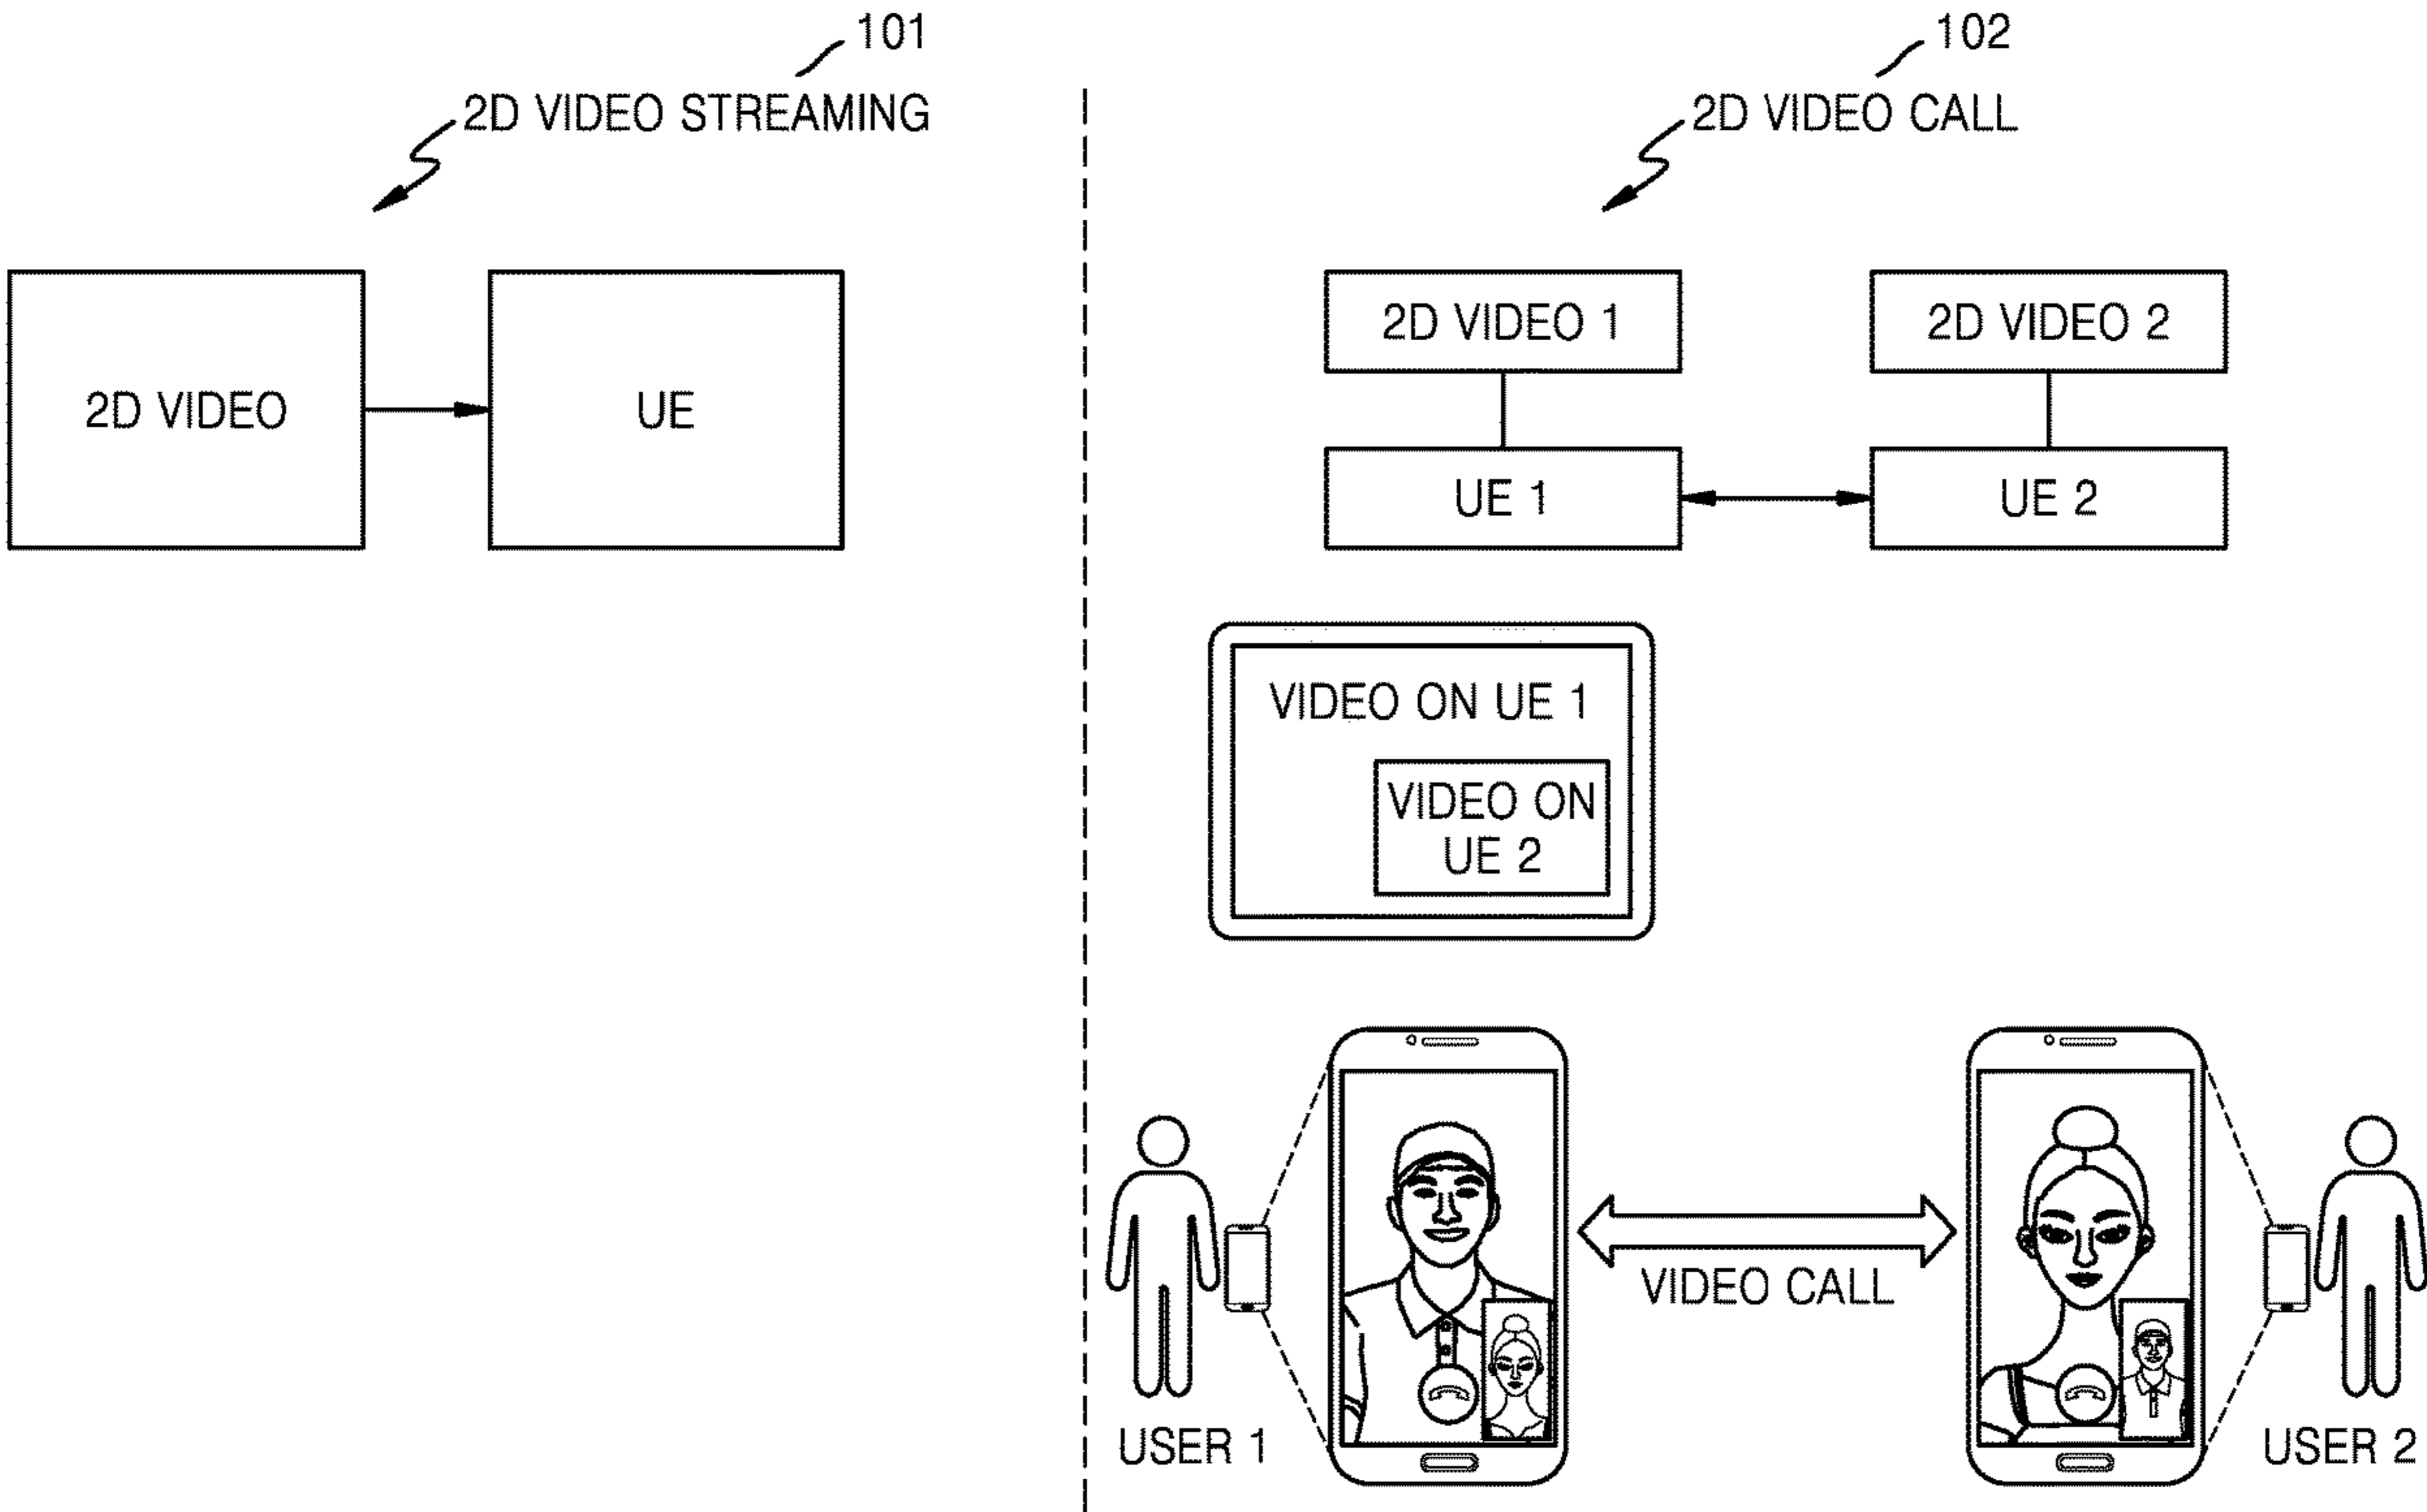 101
2D VIDEO STREAMING
2D VIDEO
UE
102
2D VIDEO CALL
2D VIDEO 1
2D VIDEO 2
UE 1
UE 2
VIDEO ON UE 1
VIDEO ON
UE 2
VIDEO CALL
USER 1
USER 2